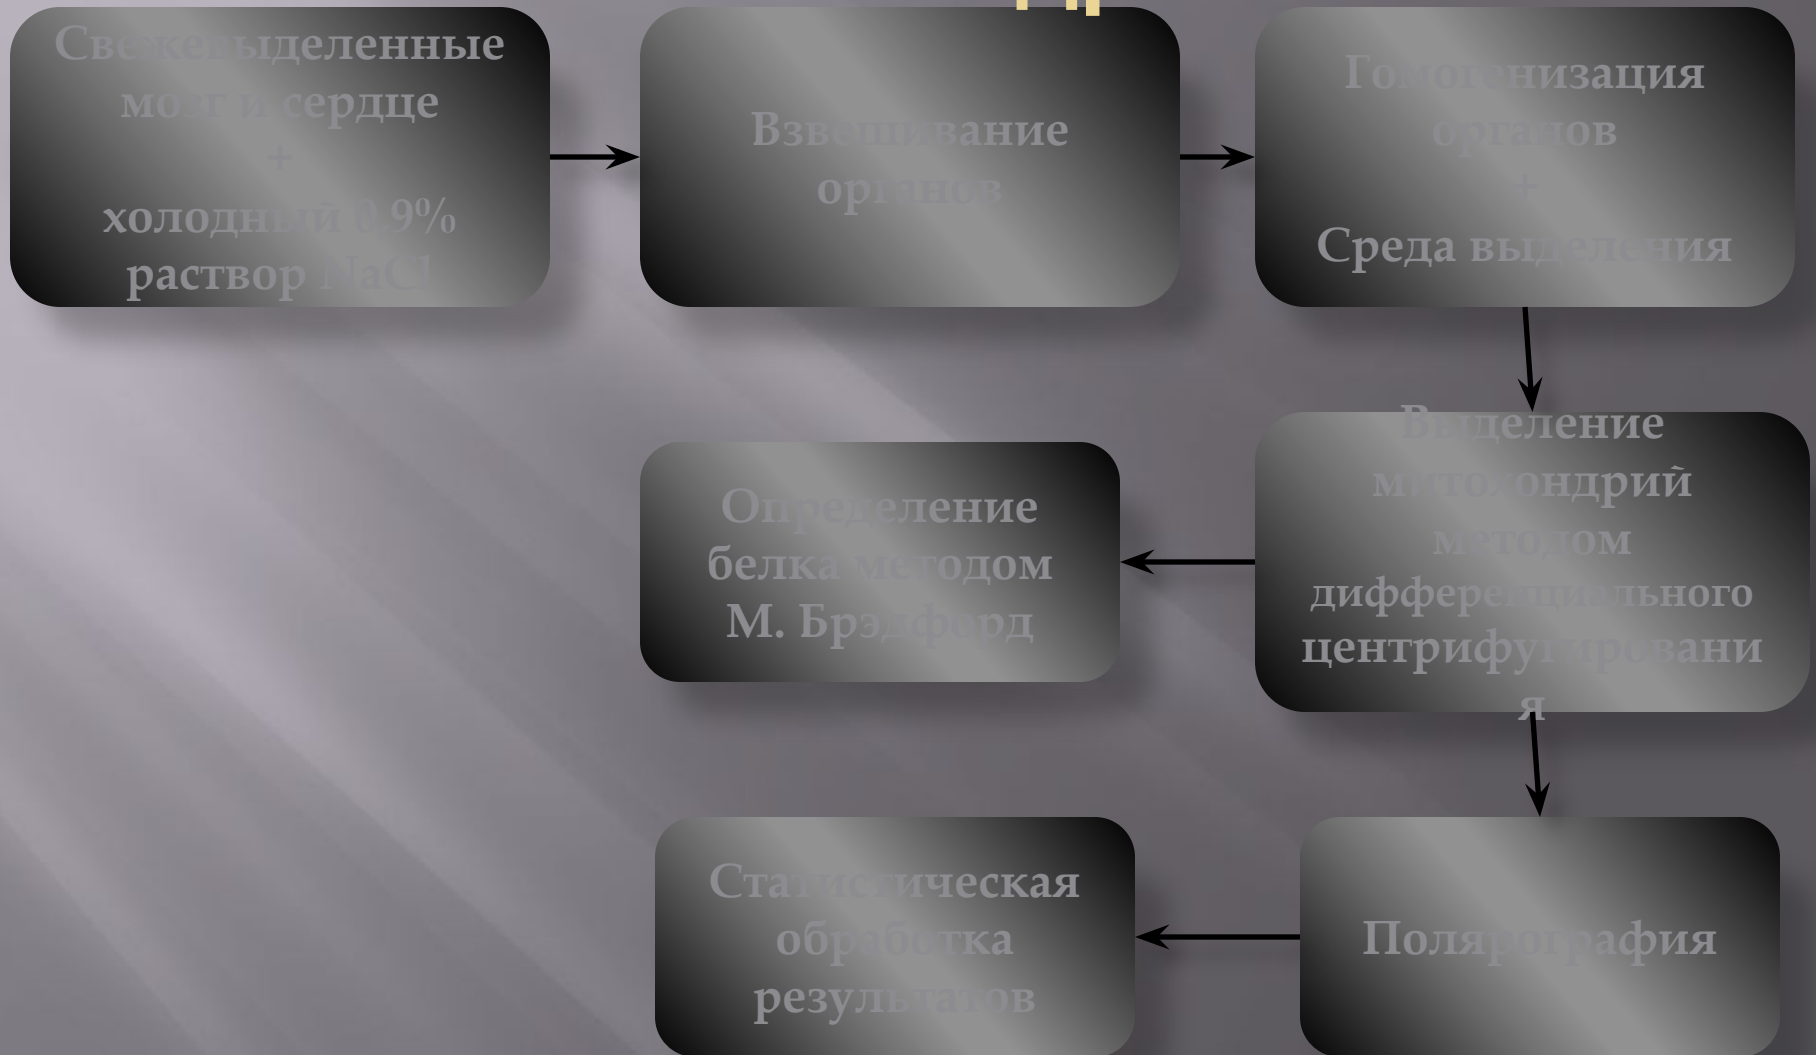 Свежевыделенные
мозг и сердце
+
холодный 0,9%
раствор NaCl
Взвешивание
органов
Гомогенизация
органов
+
Среда выделения
Выделение
митохондрий
методом
дифференциального
центрифугировани
я
Определение
белка методом
М. Брэдфорд
Полярография
Статистическая
обработка
результатов